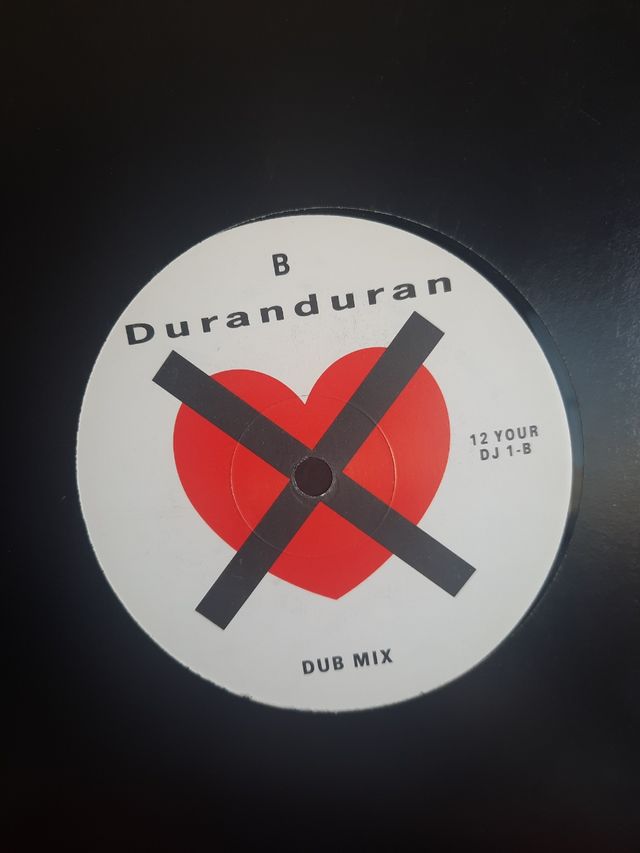 B
Duranduran
12 YOUR
DJ 1-B
DUB MIX